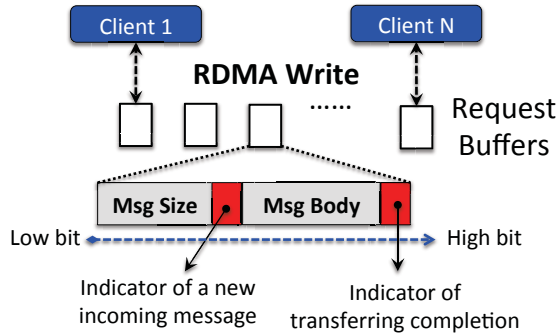 Client 1
Client N
RDMA Write
......
Request
Buffers
Msg Size
Msg Body
Low bit
High bit
Indicator of a new
incoming message
Indicator of
transferring completion